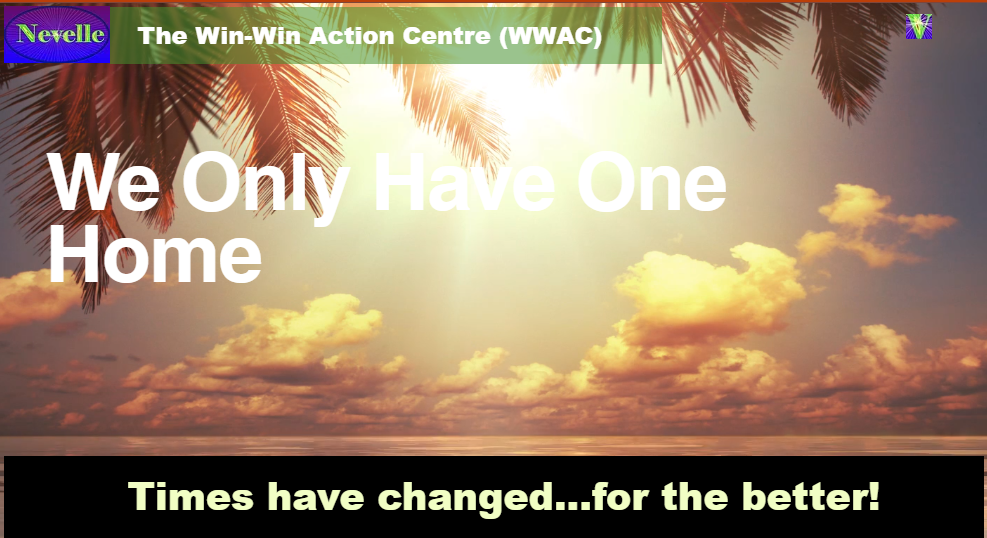 Nevelle
The Win-Win Action Centre (WWAC)
V
We Only Have One
Home
Times have changed...for the better!